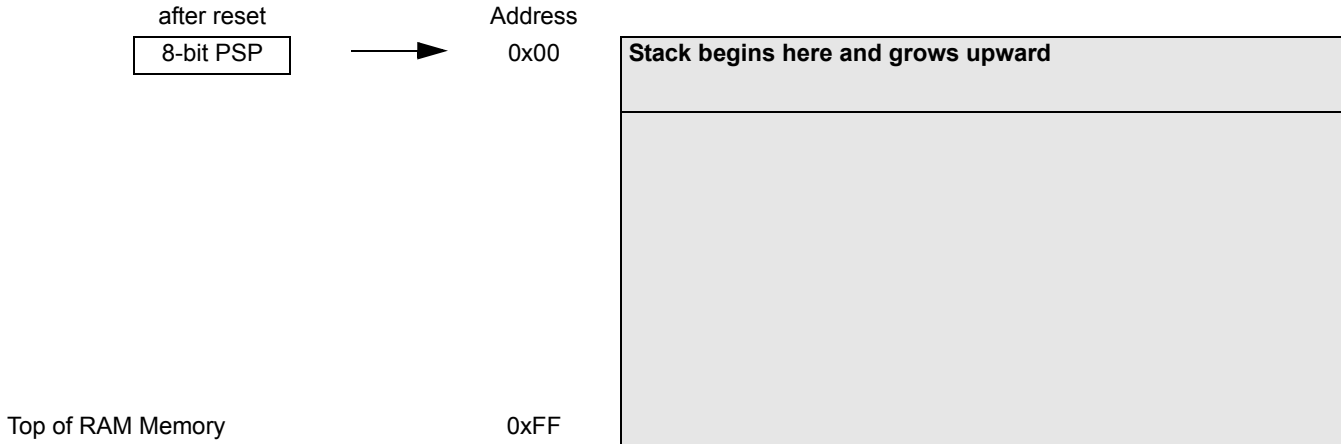 after reset Address
8-bit PSP 0x00 Stack begins here and grows upward
Top of RAM Memory 0xFF